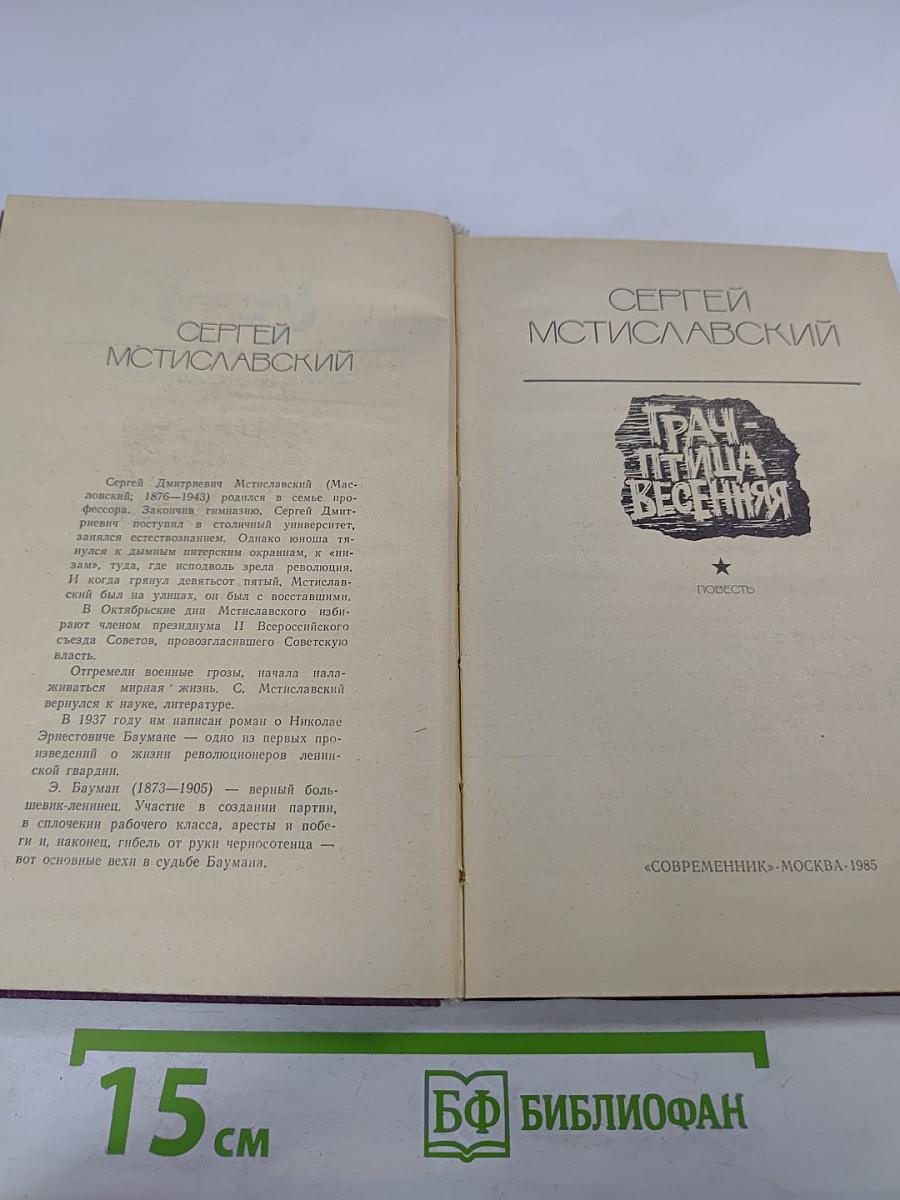 СЕРГЕЙ
МСТИСЛАВСКИЙ
Сергей Дмитриевич Мстиславский (Мас-
ловский; 1876—1943) родился в семье про-
фессора. Закончив гимназию, Сергей Дмит-
риевич поступил в столичный университет,
занялся естествознанием. Однако юноша тя-
нулся к дымным питерским окраинам, к «ни-
зам», туда, где исподволь зрела революция.
И когда грянул девятьсот пятый, Мстислав-
ский был на улицах, он был с восставшими.
В Октябрьские дни Мстиславского изби-
рают членом президиума II Всероссийского
съезда Советов, провозгласившего Советскую
власть.
Отгремели военные грозы, начала нала-
живаться мирная жизнь. С. Мстиславский
вернулся к науке, литературе.
В 1937 году им написан роман о Николае
Эрнестовиче Баумане — одно из первых про-
изведений о жизни революционеров ленин-
ской гвардии.
Э. Бауман (1873—1905) — верный боль-
шевик-ленинец. Участие в создании партии,
в сплочении рабочего класса, аресты и побе-
ги и, наконец, гибель от руки черносотенца —
вот основные вехи в судьбе Баумана.
СЕРГЕЙ
МСТИСЛАВСКИЙ
ГРАЧ-
ПТИЦА
ВЕСЕННЯЯ
ПОВЕСТЬ
«СОВРЕМЕННИК»·МОСКВА·1985
15 см
БФ БИБЛИОФАН